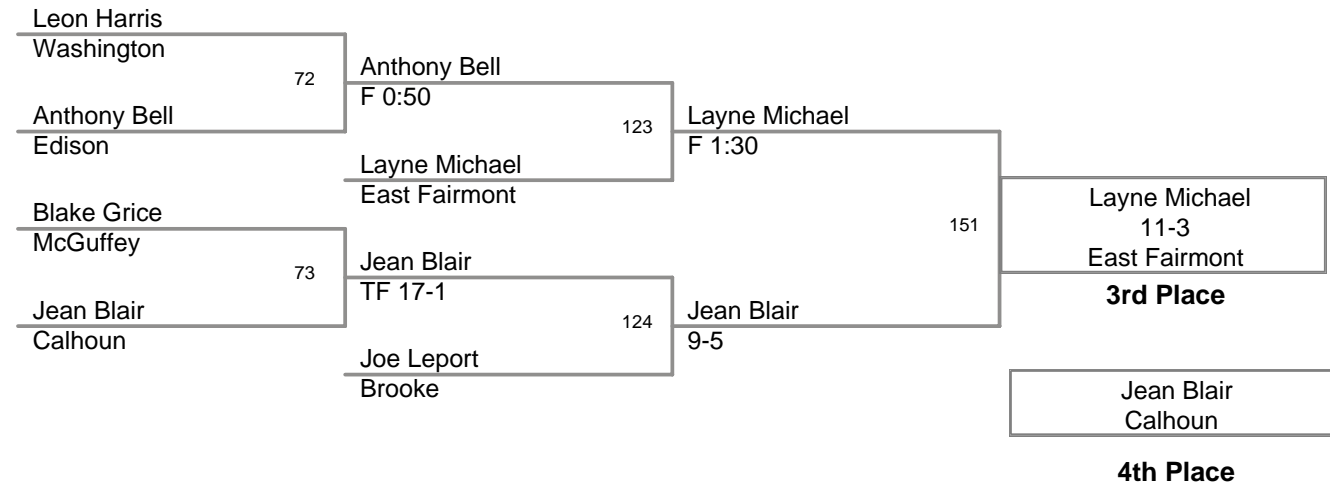 Leon Harris
Washington
72
Anthony Bell
F 0:50
Anthony Bell
Edison
123
Layne Michael
F 1:30
Layne Michael
East Fairmont
Blake Grice
McGuffey
151
Layne Michael
11-3
East Fairmont
3rd Place
73
Jean Blair
TF 17-1
Jean Blair
Calhoun
124
Jean Blair
9-5
Joe Leport
Brooke
Jean Blair
Calhoun
4th Place